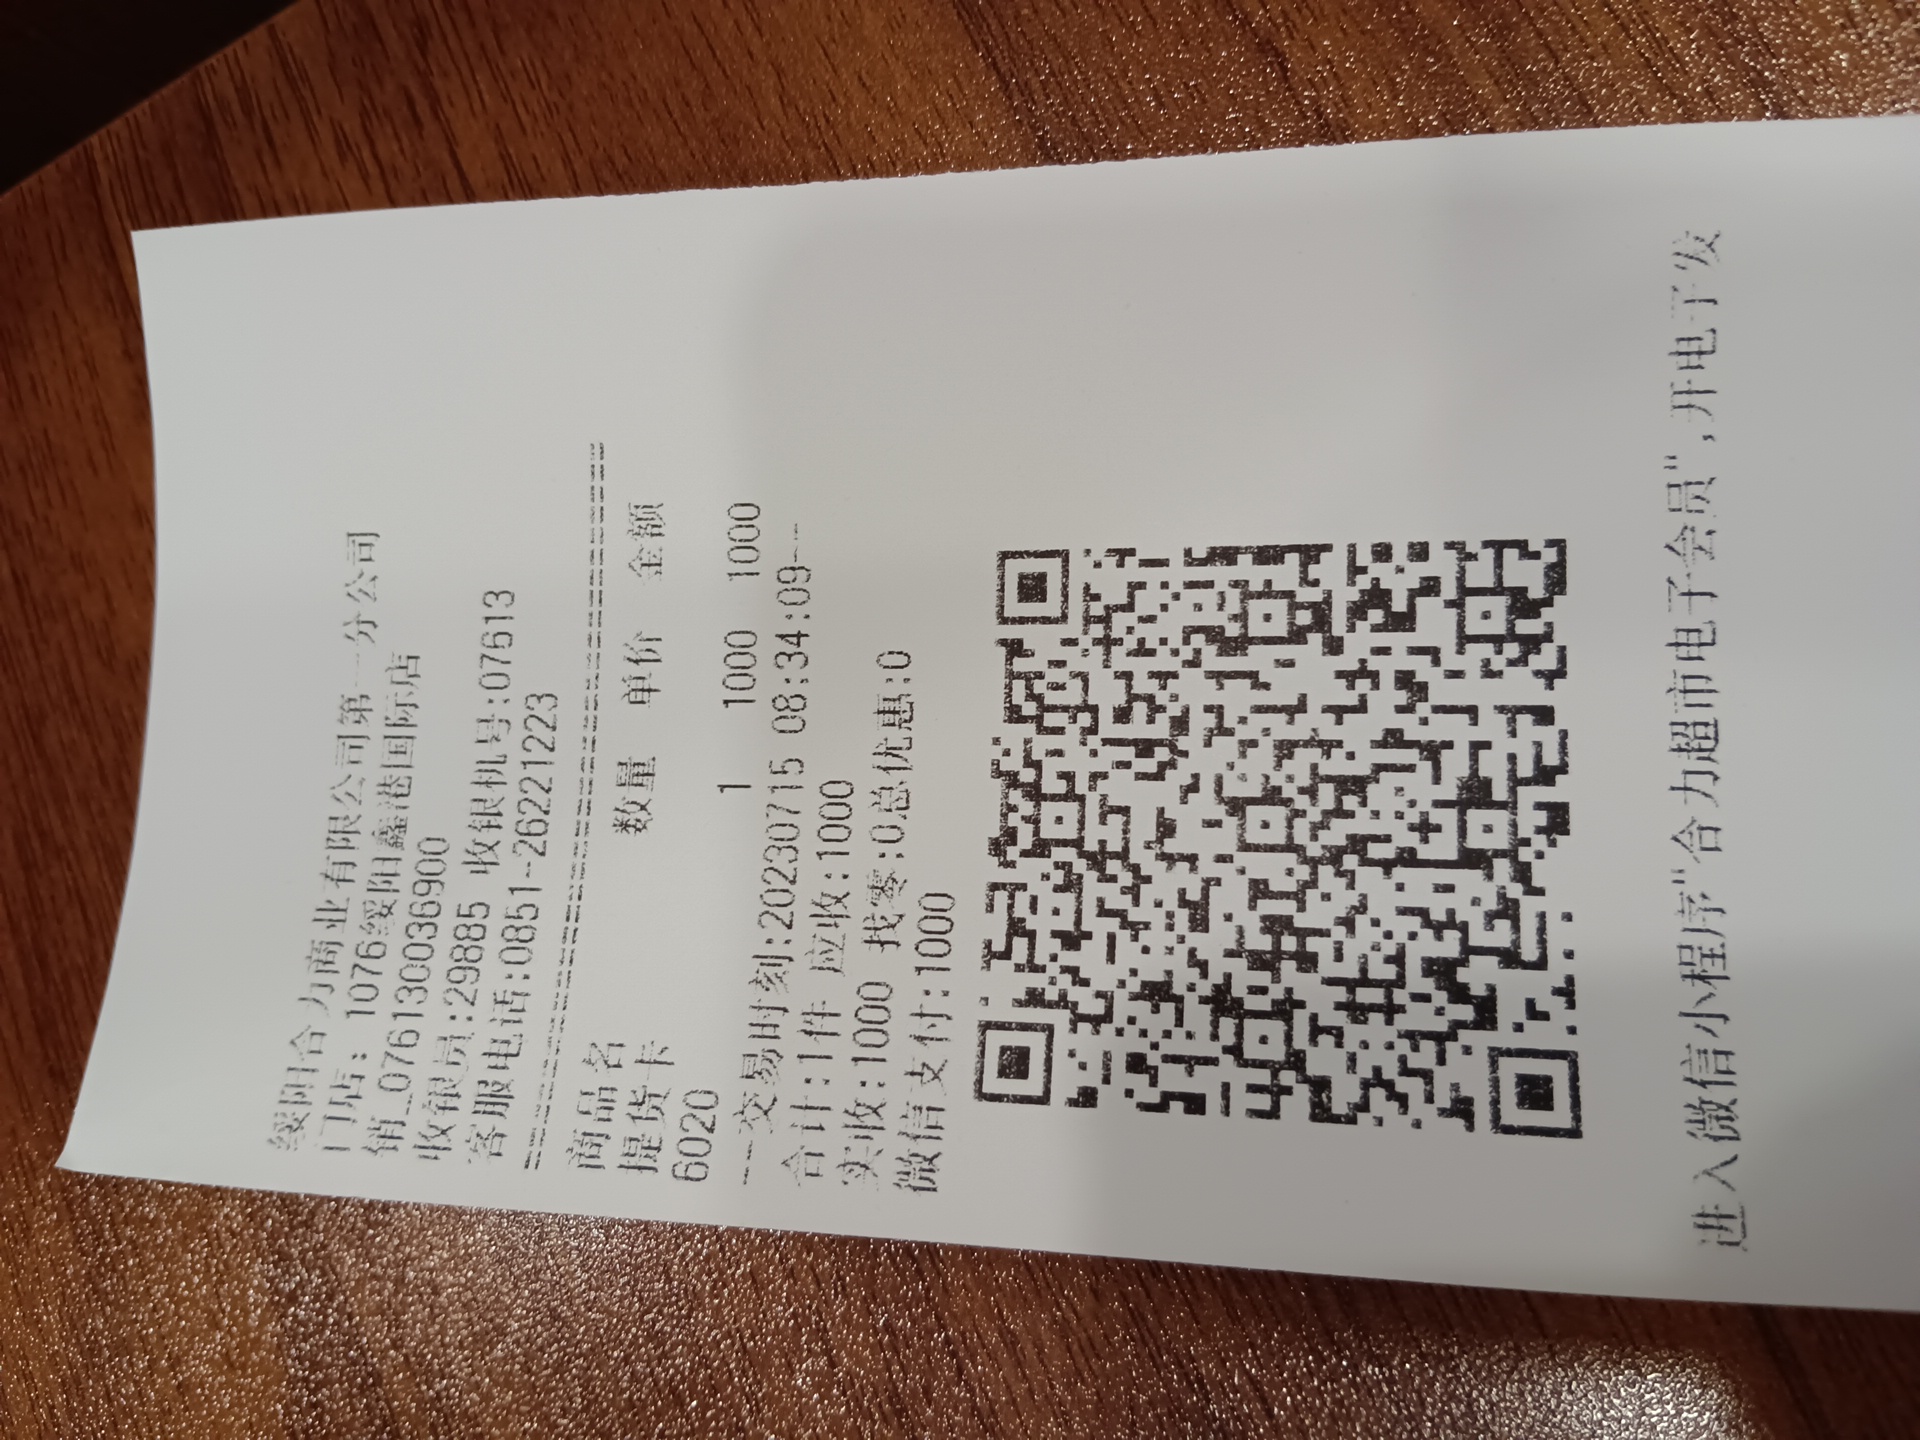 绥阳合力商业有限公司第一分公司
门店: 1076绥阳鑫港国际店
销_0761300036900
收银员:29885 收银机号:07613
客服电话:0851-26221223
================================
商品名 数量 单价 金额
提货卡
6020 1 1000 1000
---交易时刻:20230715 08:34:09---
合计:1件 应收:1000
实收:1000 找零:0总优惠:0
微信支付:1000
进入微信小程序"合力超市电子会员",开电子发